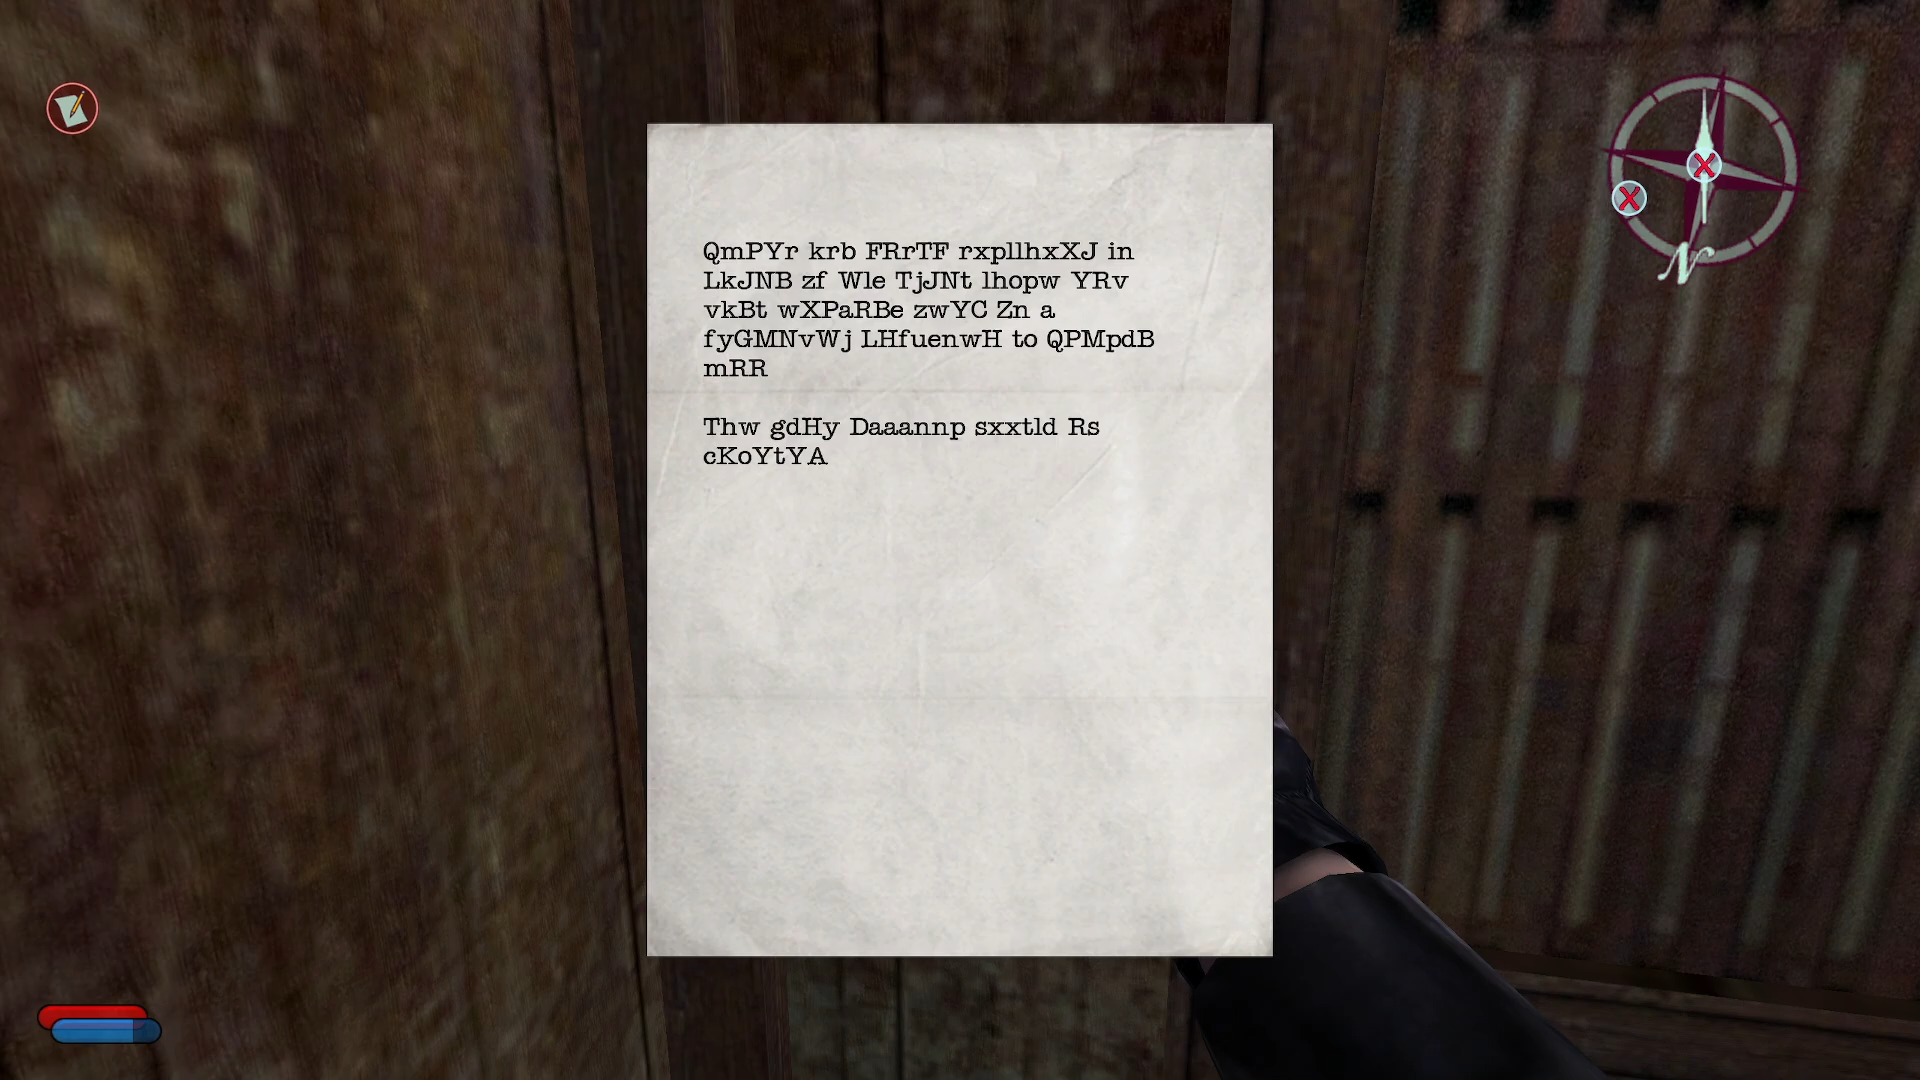 QmPYr krb FRrTF rxpllhxXJ in
LkJNB zf Wle TjJNt lhopw YRv
vkBt wXPaRBe zwYC Zn a
fyGMNvWj LHfuenwH to QPMpdB
mRR
Thw gdHy Daaannp sxxtld Rs
cKoYtYA
N